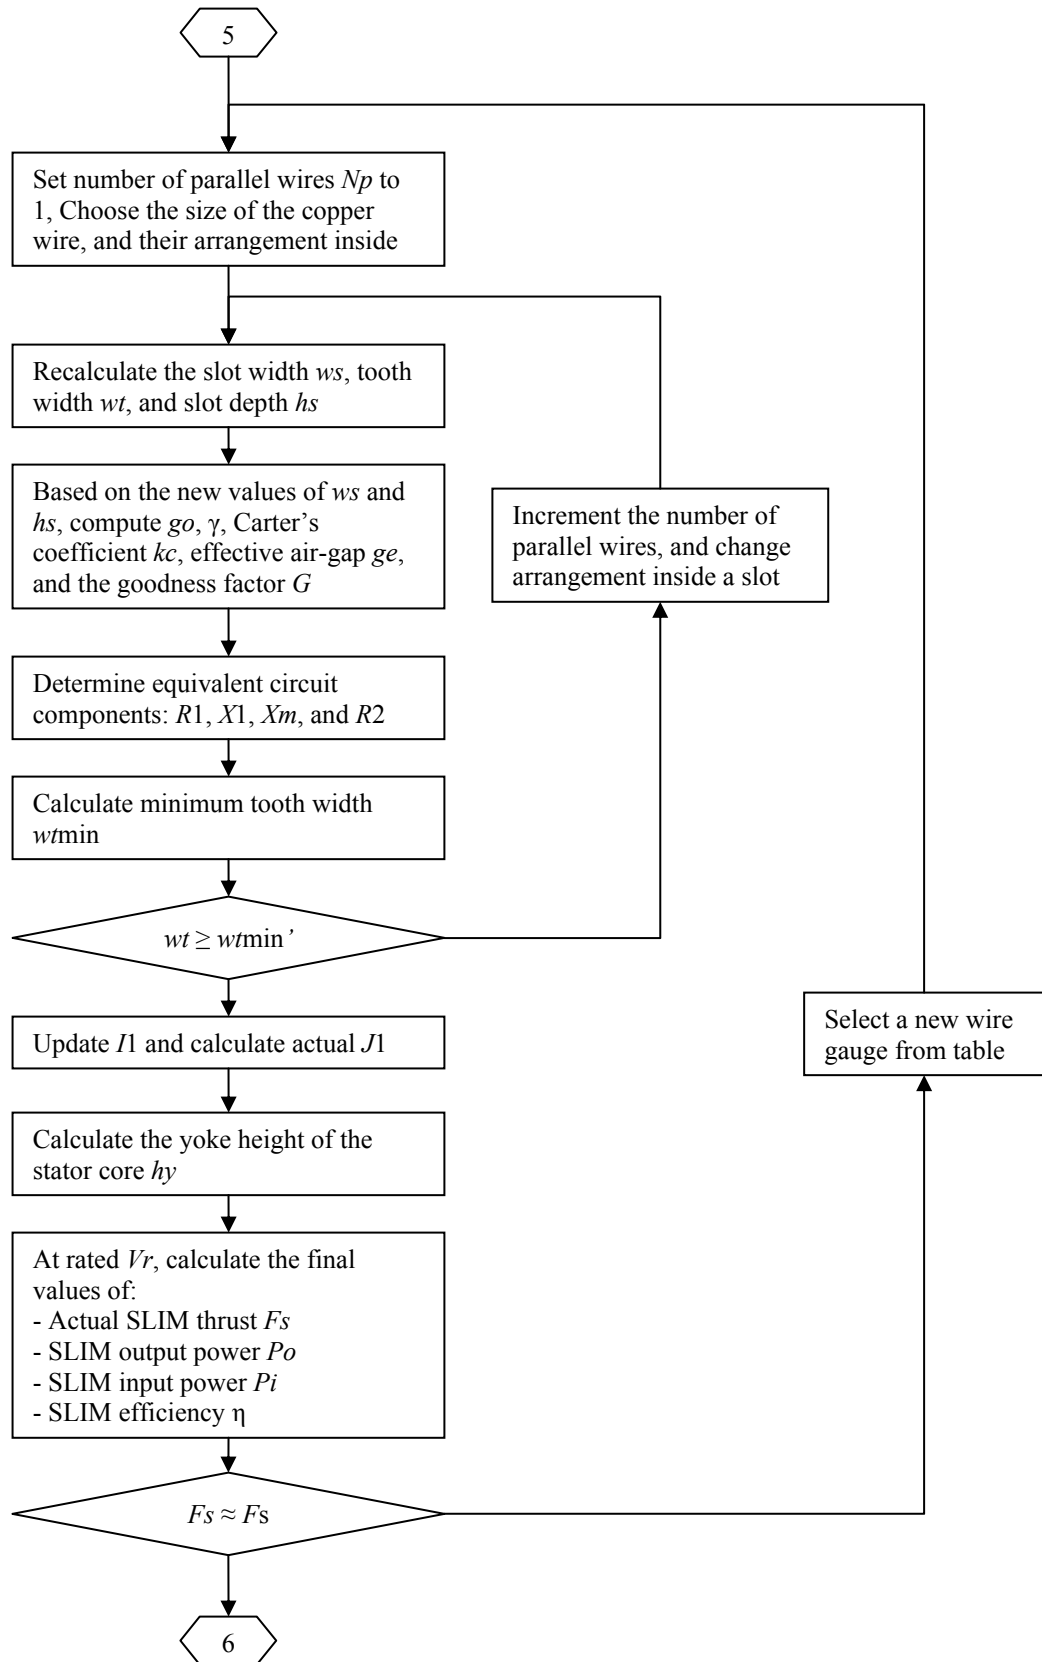 5
Set number of parallel wires Np to
1, Choose the size of the copper
wire, and their arrangement inside
Recalculate the slot width ws, tooth
width wt, and slot depth hs
Based on the new values of ws and
hs, compute go, γ, Carter’s
coefficient kc, effective air-gap ge,
and the goodness factor G
Increment the number of
parallel wires, and change
arrangement inside a slot
Determine equivalent circuit
components: R1, X1, Xm, and R2
Calculate minimum tooth width
wtmin
wt ≥ wtmin’
Update I1 and calculate actual J1
Select a new wire
gauge from table
Calculate the yoke height of the
stator core hy
At rated Vr, calculate the final
values of:
- Actual SLIM thrust Fs
- SLIM output power Po
- SLIM input power Pi
- SLIM efficiency η
Fs ≈ Fs
6